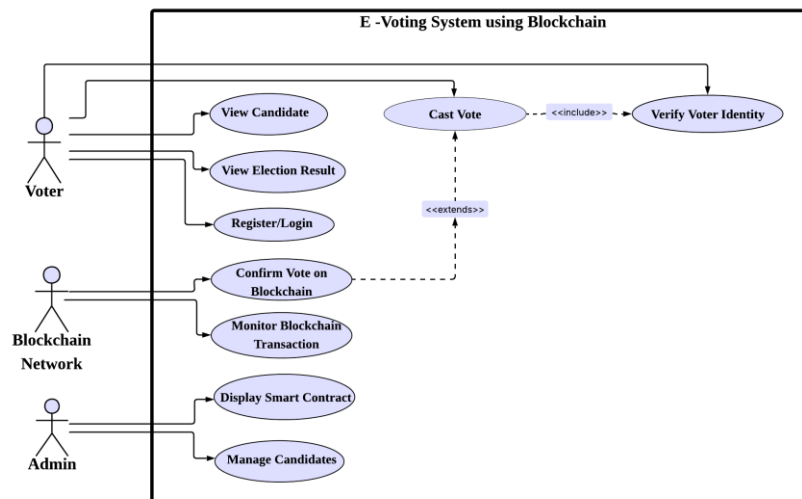 E -Voting System using Blockchain
View Candidate
Cast Vote
<<include>>
Verify Voter Identity
View Election Result
Voter
<<extends>>
Register/Login
Confirm Vote on
Blockchain
Blockchain
Network
Monitor Blockchain
Transaction
Display Smart Contract
Admin
Manage Candidates